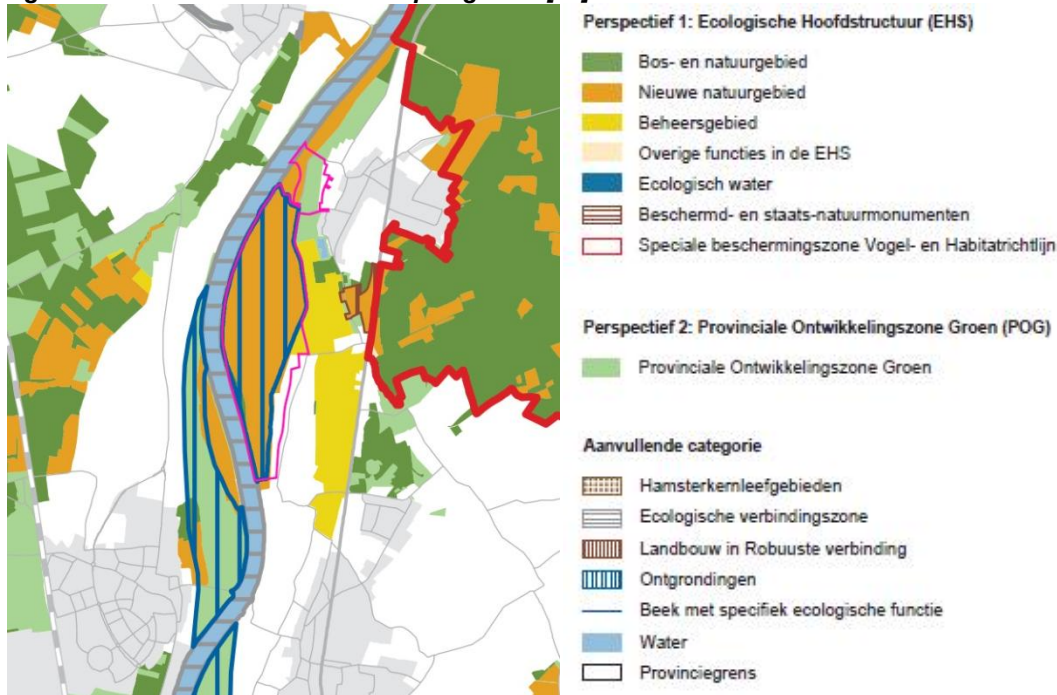 Perspectief 1: Ecologische Hoofdstructuur (EHS)
Bos- en natuurgebied
Nieuwe natuurgebied
Beheersgebied
Overige functies in de EHS
Ecologisch water
Beschermd- en staats-natuurmonumenten
Speciale beschermingszone Vogel- en Habitatrichtlijn
Perspectief 2: Provinciale Ontwikkelingszone Groen (POG)
Provinciale Ontwikkelingszone Groen
Aanvullende categorie
Hamsterkernleefgebieden
Ecologische verbindingszone
Landbouw in Robuuste verbinding
Ontgrondingen
Beek met specifiek ecologische functie
Water
Provinciegrens